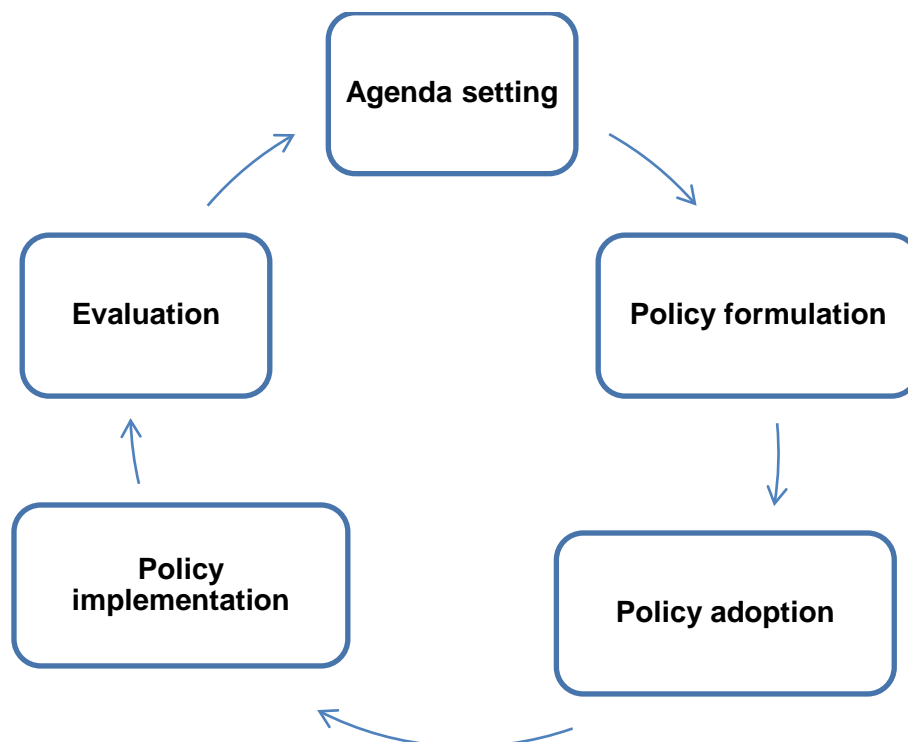 Agenda setting
Evaluation
Policy formulation
Policy
implementation
Policy adoption